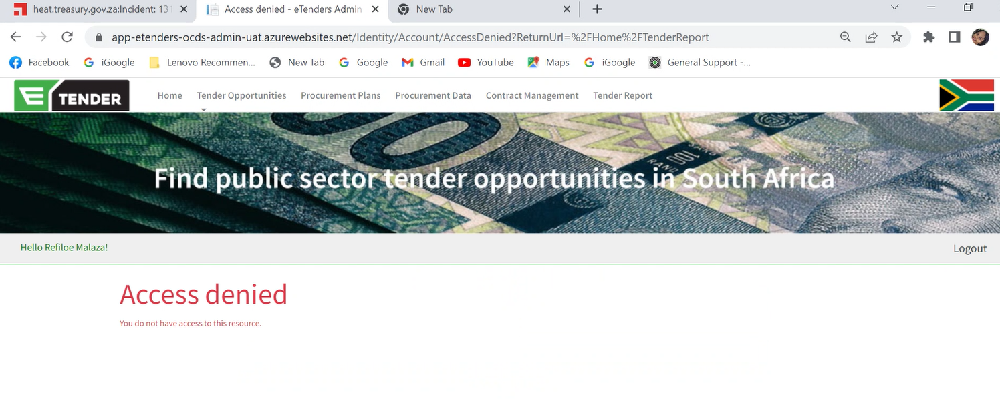 heat.treasury.gov.za:Incident: 131
Access denied - eTenders Admin
New Tab
app-etenders-ocds-admin-uat.azurewebsites.net/Identity/Account/AccessDenied?ReturnUrl=%2FHome%2FTenderReport
Facebook iGoogle Lenovo Recommen... New Tab Google Gmail YouTube Maps iGoogle General Support -...
E TENDER Home Tender Opportunities Procurement Plans Procurement Data Contract Management Tender Report
Find public sector tender opportunities in South Africa
Hello Refiloe Malaza! Logout
Access denied
You do not have access to this resource.